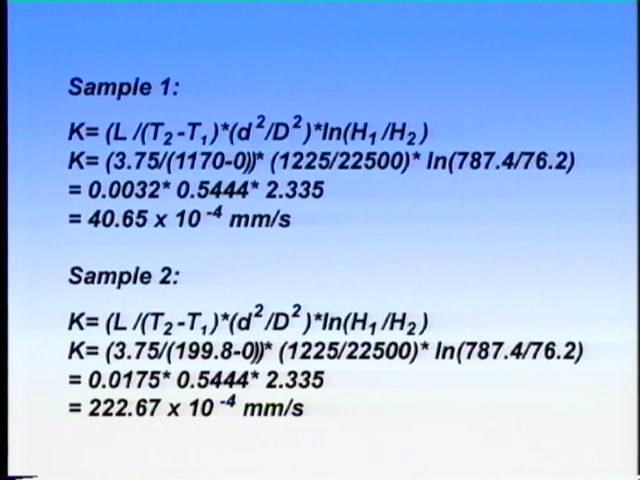 Sample 1:
K= (L /(T2 -T1 )*(d2/D2 )*ln(H1 /H2 )
K= (3.75/(1170-0))* (1225/22500)* ln(787.4/76.2)
= 0.0032* 0.5444* 2.335
= 40.65 x 10-4 mm/s
Sample 2:
K= (L /(T2 -T1 )*(d2/D2 )*ln(H1 /H2 )
K= (3.75/(199.8-0))* (1225/22500)* ln(787.4/76.2)
= 0.0175* 0.5444* 2.335
= 222.67 x 10-4 mm/s